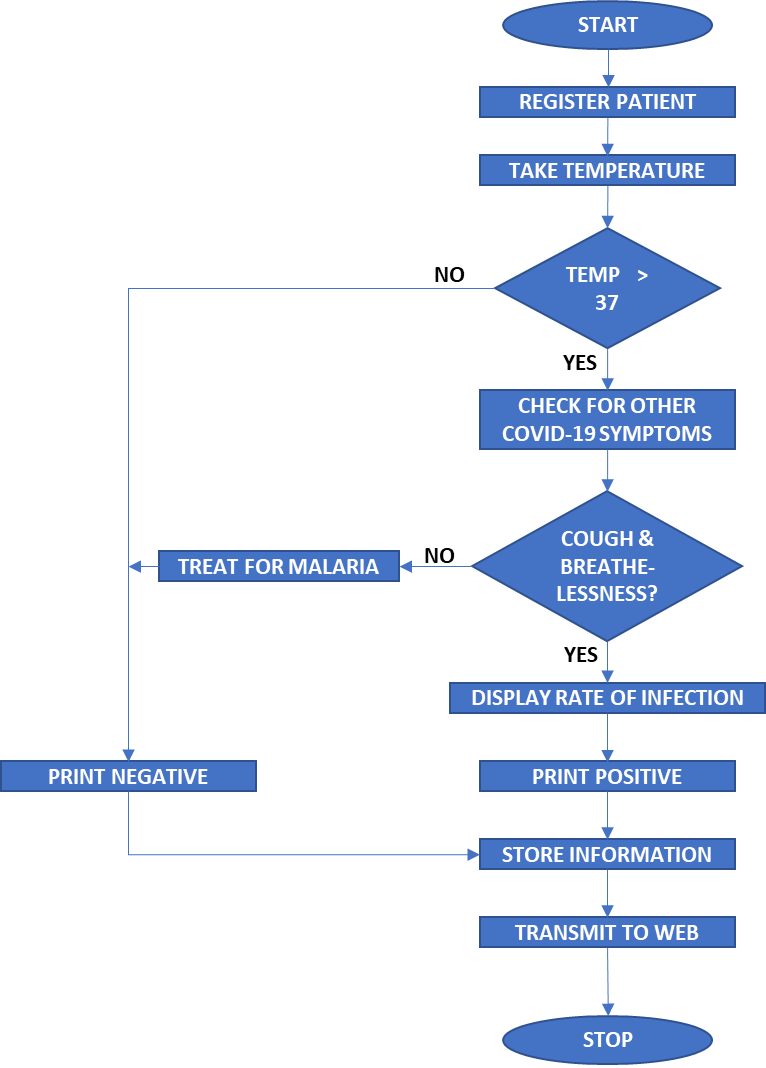 START
REGISTER PATIENT
TAKE TEMPERATURE
NO
TEMP >
37
YES
CHECK FOR OTHER
COVID-19 SYMPTOMS
COUGH &
BREATHE-
LESSNESS?
NO
TREAT FOR MALARIA
YES
DISPLAY RATE OF INFECTION
PRINT NEGATIVE
PRINT POSITIVE
STORE INFORMATION
TRANSMIT TO WEB
STOP